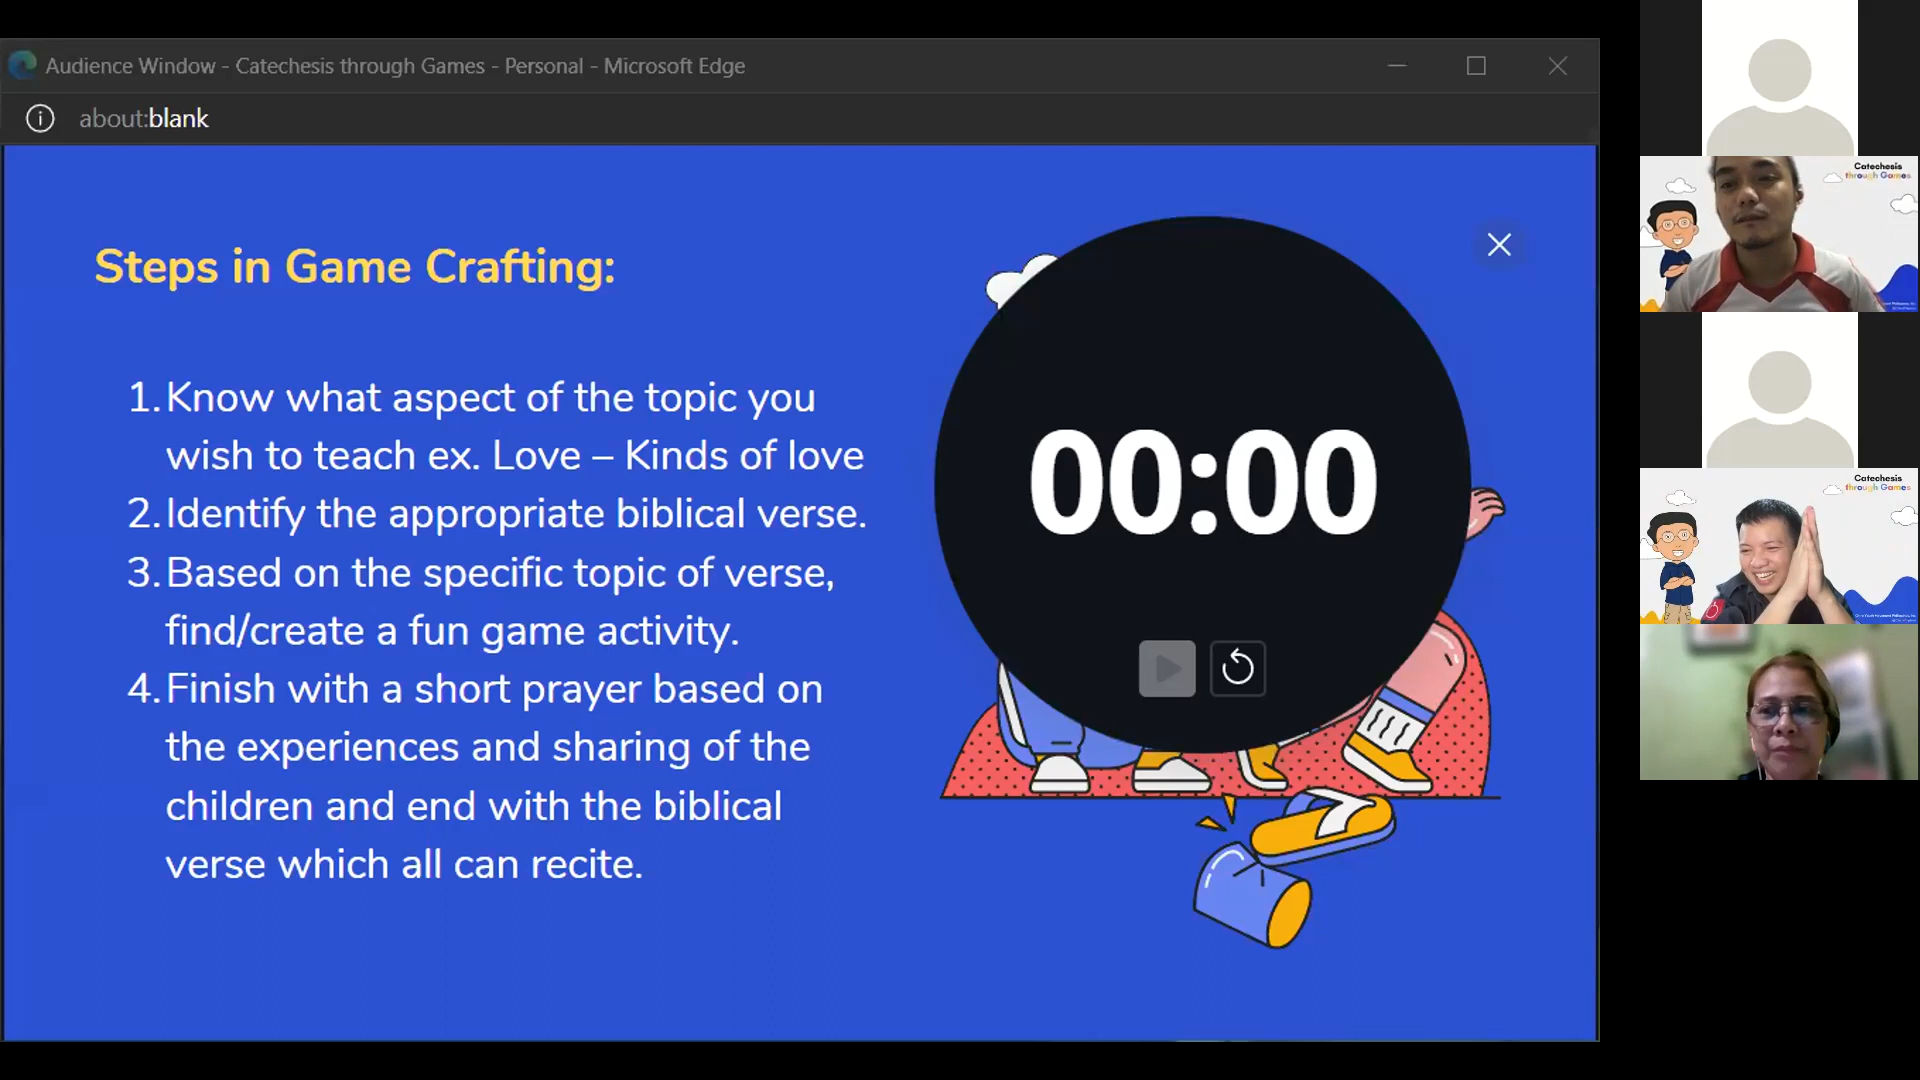 Audience Window - Catechesis through Games - Personal - Microsoft Edge
about:blank
Steps in Game Crafting:
1. Know what aspect of the topic you
wish to teach ex. Love – Kinds of love
2. Identify the appropriate biblical verse.
3. Based on the specific topic of verse,
find/create a fun game activity.
4. Finish with a short prayer based on
the experiences and sharing of the
children and end with the biblical
verse which all can recite.
00:00
Catechesis
through Games
Catechesis
through Games